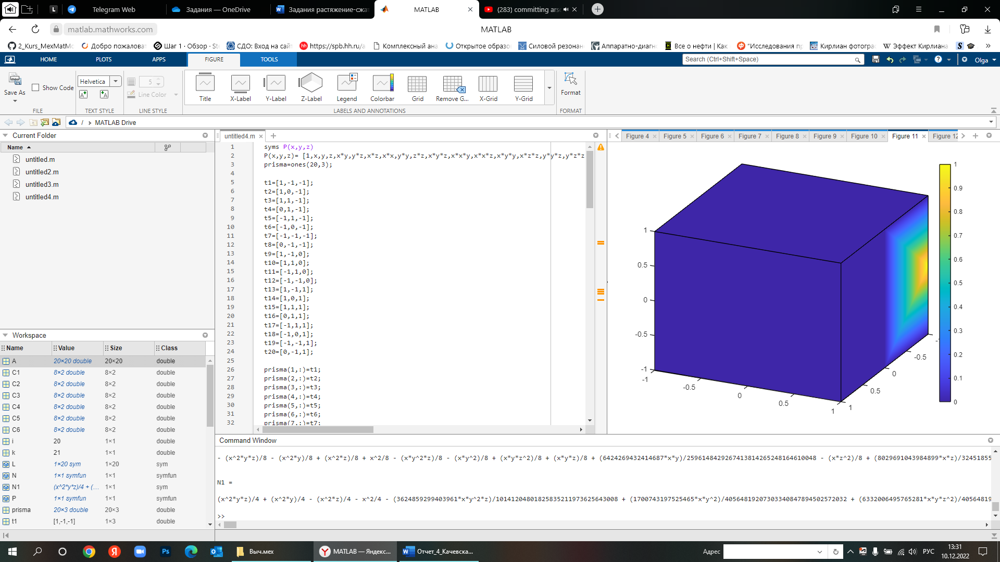 Telegram Web
Задания — OneDrive
Задания растяжение-сжат
MATLAB
(283) committing arso
matlab.mathworks.com
MATLAB
2_Kurs_MexMatMo
Добро пожаловат
Шаг 1 · Обзор · Ste
СДО: Вход на сайт
https://spb.hh.ru/a
Комплексный ана
Открытое образо
Силовой резонан
Аппаратно-диагн
Все о нефти | Как
"Исследования пр
Кирлиан фотогра
Эффект Кирлиана
HOME
PLOTS
APPS
FIGURE
TOOLS
Search (Ctrl+Shift+Space)
Olga
Save As
Show Code
Helvetica
5
Line Color
Title
X-Label
Y-Label
Z-Label
Legend
Colorbar
Grid
Remove G...
X-Grid
Y-Grid
Format
FILE
TEXT STYLE
LINE STYLE
LABELS AND ANNOTATIONS
FORMAT
/ › MATLAB Drive
Current Folder
Name
untitled.m
untitled2.m
untitled3.m
untitled4.m
Workspace
Name Value Size Class
A 20×20 double 20×20 double
C1 8×2 double 8×2 double
C2 8×2 double 8×2 double
C3 8×2 double 8×2 double
C4 8×2 double 8×2 double
C5 8×2 double 8×2 double
C6 8×2 double 8×2 double
i 20 1×1 double
k 21 1×1 double
L 1×20 sym 1×20 sym
N 1×1 symfun 1×1 symfun
N1 (x^2*y*z)/4 + (... 1×1 sym
P 1×1 symfun 1×1 symfun
prisma 20×3 double 20×3 double
t1 [1,-1,-1] 1×3 double
untitled4.m
1 syms P(x,y,z)
2 P(x,y,z)= [1,x,y,z,x*y,y*z,x*z,x*x,y*y,z*z,x*y*z,x*x*y,x*x*z,x*y*y,x*z*z,y*y*z,y*z*z
3 prisma=ones(20,3);
4
5 t1=[1,-1,-1];
6 t2=[1,0,-1];
7 t3=[1,1,-1];
8 t4=[0,1,-1];
9 t5=[-1,1,-1];
10 t6=[-1,0,-1];
11 t7=[-1,-1,-1];
12 t8=[0,-1,-1];
13 t9=[1,-1,0];
14 t10=[1,1,0];
15 t11=[-1,1,0];
16 t12=[-1,-1,0];
17 t13=[1,-1,1];
18 t14=[1,0,1];
19 t15=[1,1,1];
20 t16=[0,1,1];
21 t17=[-1,1,1];
22 t18=[-1,0,1];
23 t19=[-1,-1,1];
24 t20=[0,-1,1];
25
26 prisma(1,:)=t1;
27 prisma(2,:)=t2;
28 prisma(3,:)=t3;
29 prisma(4,:)=t4;
30 prisma(5,:)=t5;
31 prisma(6,:)=t6;
32 prisma(7,:)=t7;
Figure 4
Figure 5
Figure 6
Figure 7
Figure 8
Figure 9
Figure 10
Figure 11
Figure 12
1
0.5
0
-0.5
-1
-1
-0.5
0
0.5
1
1
0.5
0
-0.5
1
0.9
0.8
0.7
0.6
0.5
0.4
0.3
0.2
0.1
0
Command Window
- (x^2*y*z)/8 - (x^2*y)/8 + (x^2*z)/8 + x^2/8 - (x*y^2*z)/8 - (x*y^2)/8 + (x*y*z^2)/8 + (x*y*z)/8 + (6424269432414687*x*y)/2596148429267413814265248164610048 - (x*z^2)/8 + (8029691043984899*x*z)/32451855
N1 =
(x^2*y*z)/4 + (x^2*y)/4 - (x^2*z)/4 - x^2/4 - (3624859299403961*x*y^2*z)/10141204801825835211973625643008 + (1700743197525465*x*y^2)/40564819207303340847894502572032 + (6332006495765281*x*y*z^2)/40564819
>>
Выч.мех
MATLAB — Яндекс...
Отчет_4_Качевска...
Адрес
РУС
13:31
10.12.2022